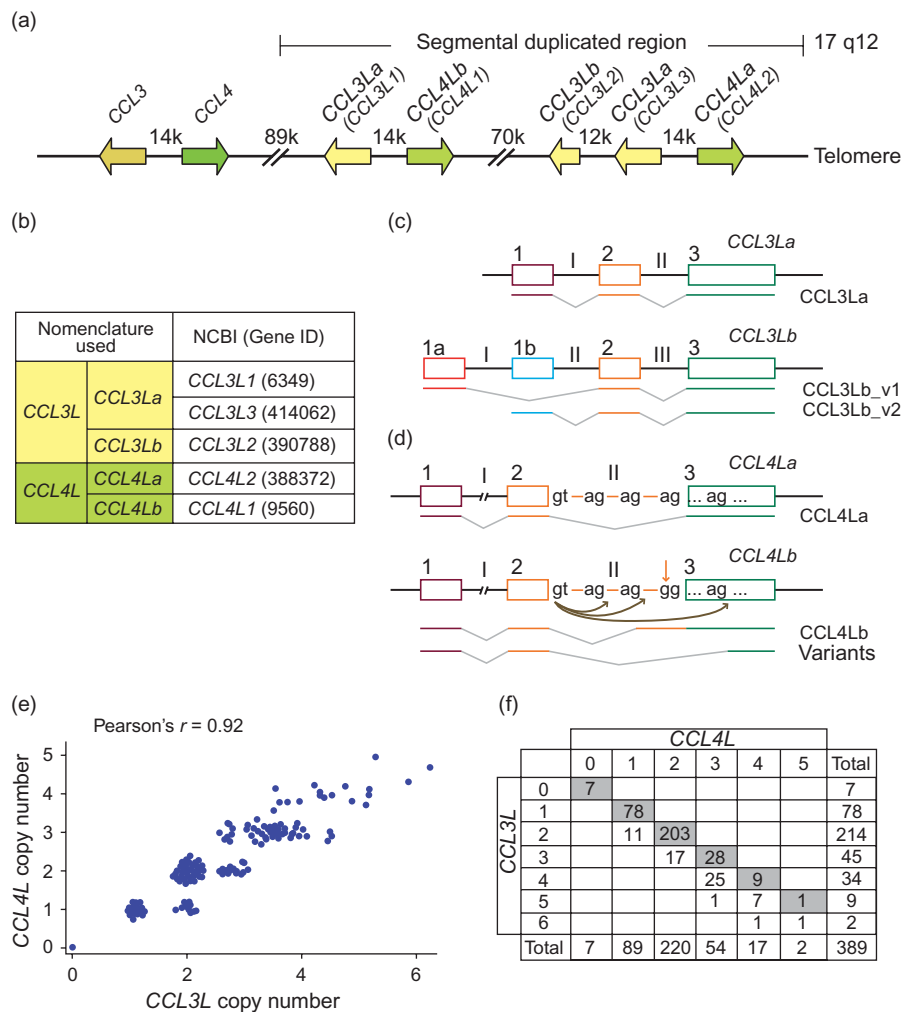 (a)
Segmental duplicated region
17 q12
CCL3
CCL4
CCL3La
(CCL3L1)
CCL4Lb
(CCL4L1)
CCL3Lb
(CCL3L2)
CCL3La
(CCL3L3)
CCL4La
(CCL4L2)
14k
89k
14k
70k
12k
14k
Telomere
(b)
Nomenclature used
NCBI (Gene ID)
CCL3L
CCL3La
CCL3L1 (6349)
CCL3L3 (414062)
CCL3Lb
CCL3L2 (390788)
CCL4L
CCL4La
CCL4L2 (388372)
CCL4Lb
CCL4L1 (9560)
(c)
1 I 2 II 3 CCL3La
CCL3La
CCL3Lb
1a I 1b II 2 III 3
CCL3Lb_v1
CCL3Lb_v2
(d)
CCL4La
1 I 2 II 3
gt ag ag ag ... ag ...
CCL4La
CCL4Lb
1 I 2 II 3
gt ag ag gg ... ag ...
CCL4Lb
Variants
(e)
Pearson's r = 0.92
CCL4L copy number
5
4
3
2
1
0
0 2 4 6
CCL3L copy number
(f)
CCL4L
0 1 2 3 4 5 Total
CCL3L
0 7 7
1 78 78
2 11 203 214
3 17 28 45
4 25 9 34
5 1 7 1 9
6 1 1 2
Total 7 89 220 54 17 2 389